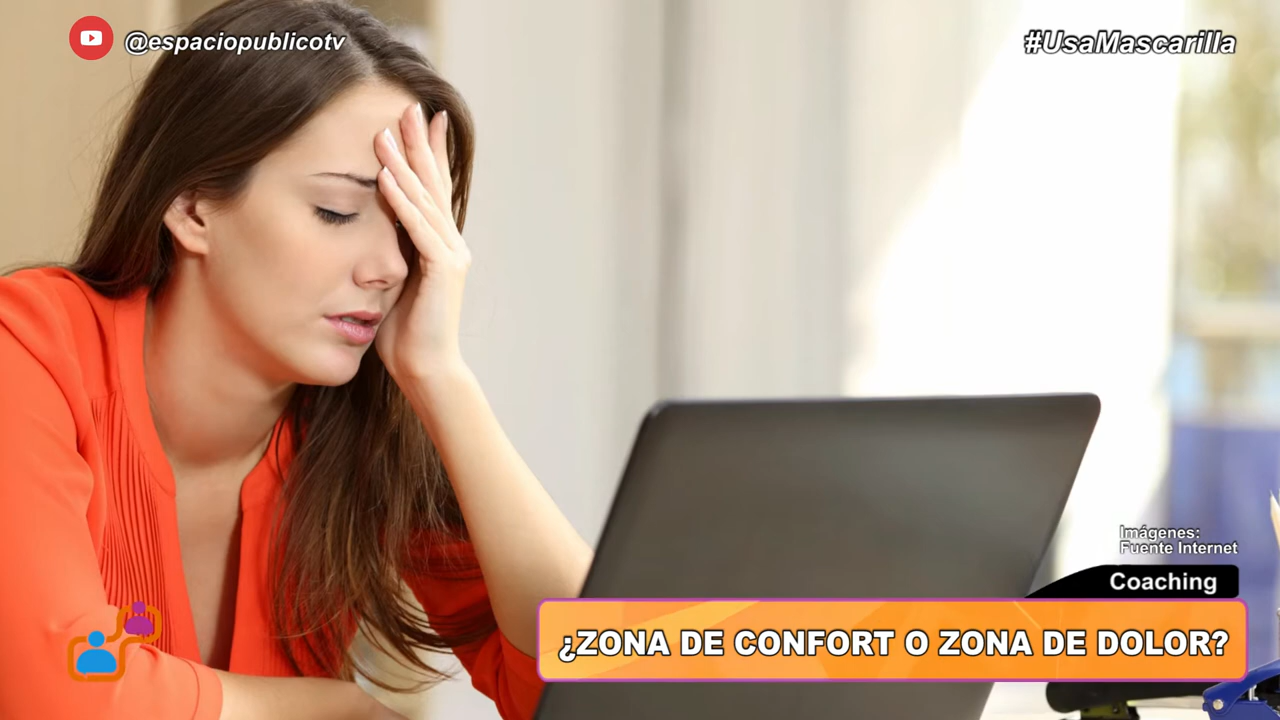 @espaciopublicotv
#UsaMascarilla
Imágenes:
Fuente Internet
Coaching
¿ZONA DE CONFORT O ZONA DE DOLOR?